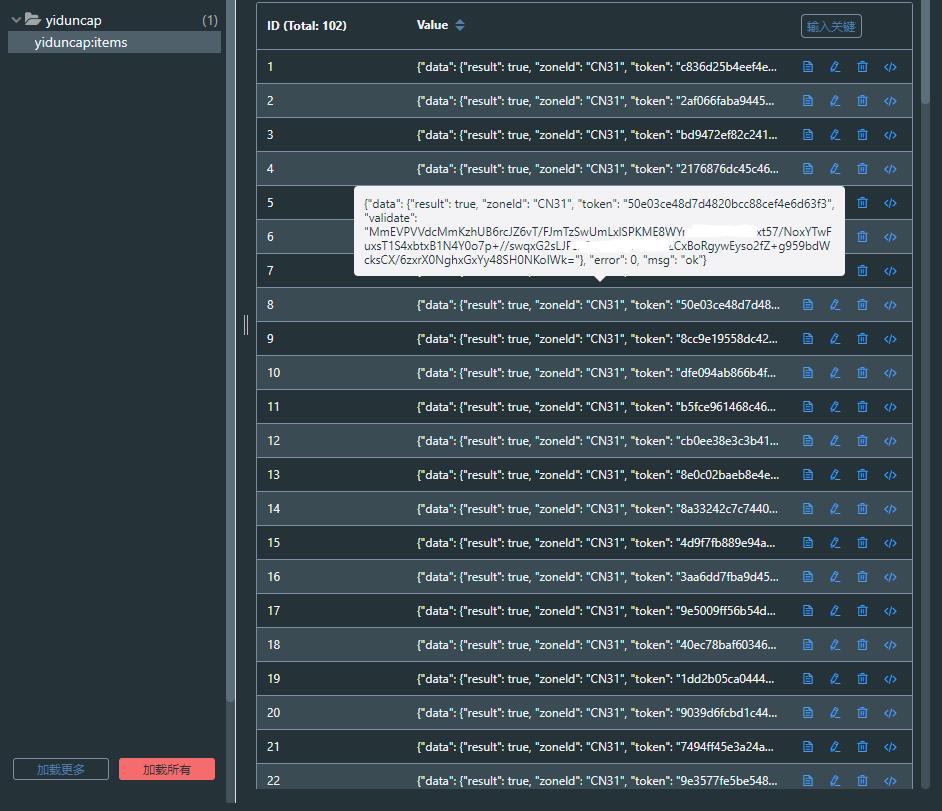 yiduncap (1)
yiduncap:items
ID (Total: 102) Value 输入关键
1 {"data": {"result": true, "zoneId": "CN31", "token": "c836d25b4eef4e...
2 {"data": {"result": true, "zoneId": "CN31", "token": "2af066faba9445...
3 {"data": {"result": true, "zoneId": "CN31", "token": "bd9472ef82c241...
4 {"data": {"result": true, "zoneId": "CN31", "token": "2176876dc45c46...
5
6
7
{"data": {"result": true, "zoneId": "CN31", "token": "50e03ce48d7d4820bcc88cef4e6d63f3",
"validate":
"MmEVPVVdcMmKzhUB6rcJZ6vT/FJmTzSwUmLxISPKME8WYr xt57/NoxYTwF
uxsT1S4xbtxB1N4Y0o7p+//swqxG2sLJF CxBoRgywEyso2fZ+g959bdW
cksCX/6zxrX0NghxGxYy48SH0NKoIWk="}, "error": 0, "msg": "ok"}
8 {"data": {"result": true, "zoneId": "CN31", "token": "50e03ce48d7d48...
9 {"data": {"result": true, "zoneId": "CN31", "token": "8cc9e19558dc42...
10 {"data": {"result": true, "zoneId": "CN31", "token": "dfe094ab866b4f...
11 {"data": {"result": true, "zoneId": "CN31", "token": "b5fce961468c46...
12 {"data": {"result": true, "zoneId": "CN31", "token": "cb0ee38e3c3b41...
13 {"data": {"result": true, "zoneId": "CN31", "token": "8e0c02baeb8e4e...
14 {"data": {"result": true, "zoneId": "CN31", "token": "8a33242c7c7440...
15 {"data": {"result": true, "zoneId": "CN31", "token": "4d9f7fb889e94a...
16 {"data": {"result": true, "zoneId": "CN31", "token": "3aa6dd7fba9d45...
17 {"data": {"result": true, "zoneId": "CN31", "token": "9e5009ff56b54d...
18 {"data": {"result": true, "zoneId": "CN31", "token": "40ec78baf60346...
19 {"data": {"result": true, "zoneId": "CN31", "token": "1dd2b05ca0444...
20 {"data": {"result": true, "zoneId": "CN31", "token": "9039d6fcbd1c44...
21 {"data": {"result": true, "zoneId": "CN31", "token": "7494ff45e3a24a...
22 {"data": {"result": true, "zoneId": "CN31", "token": "9e3577fe5be548...
加载更多 加载所有